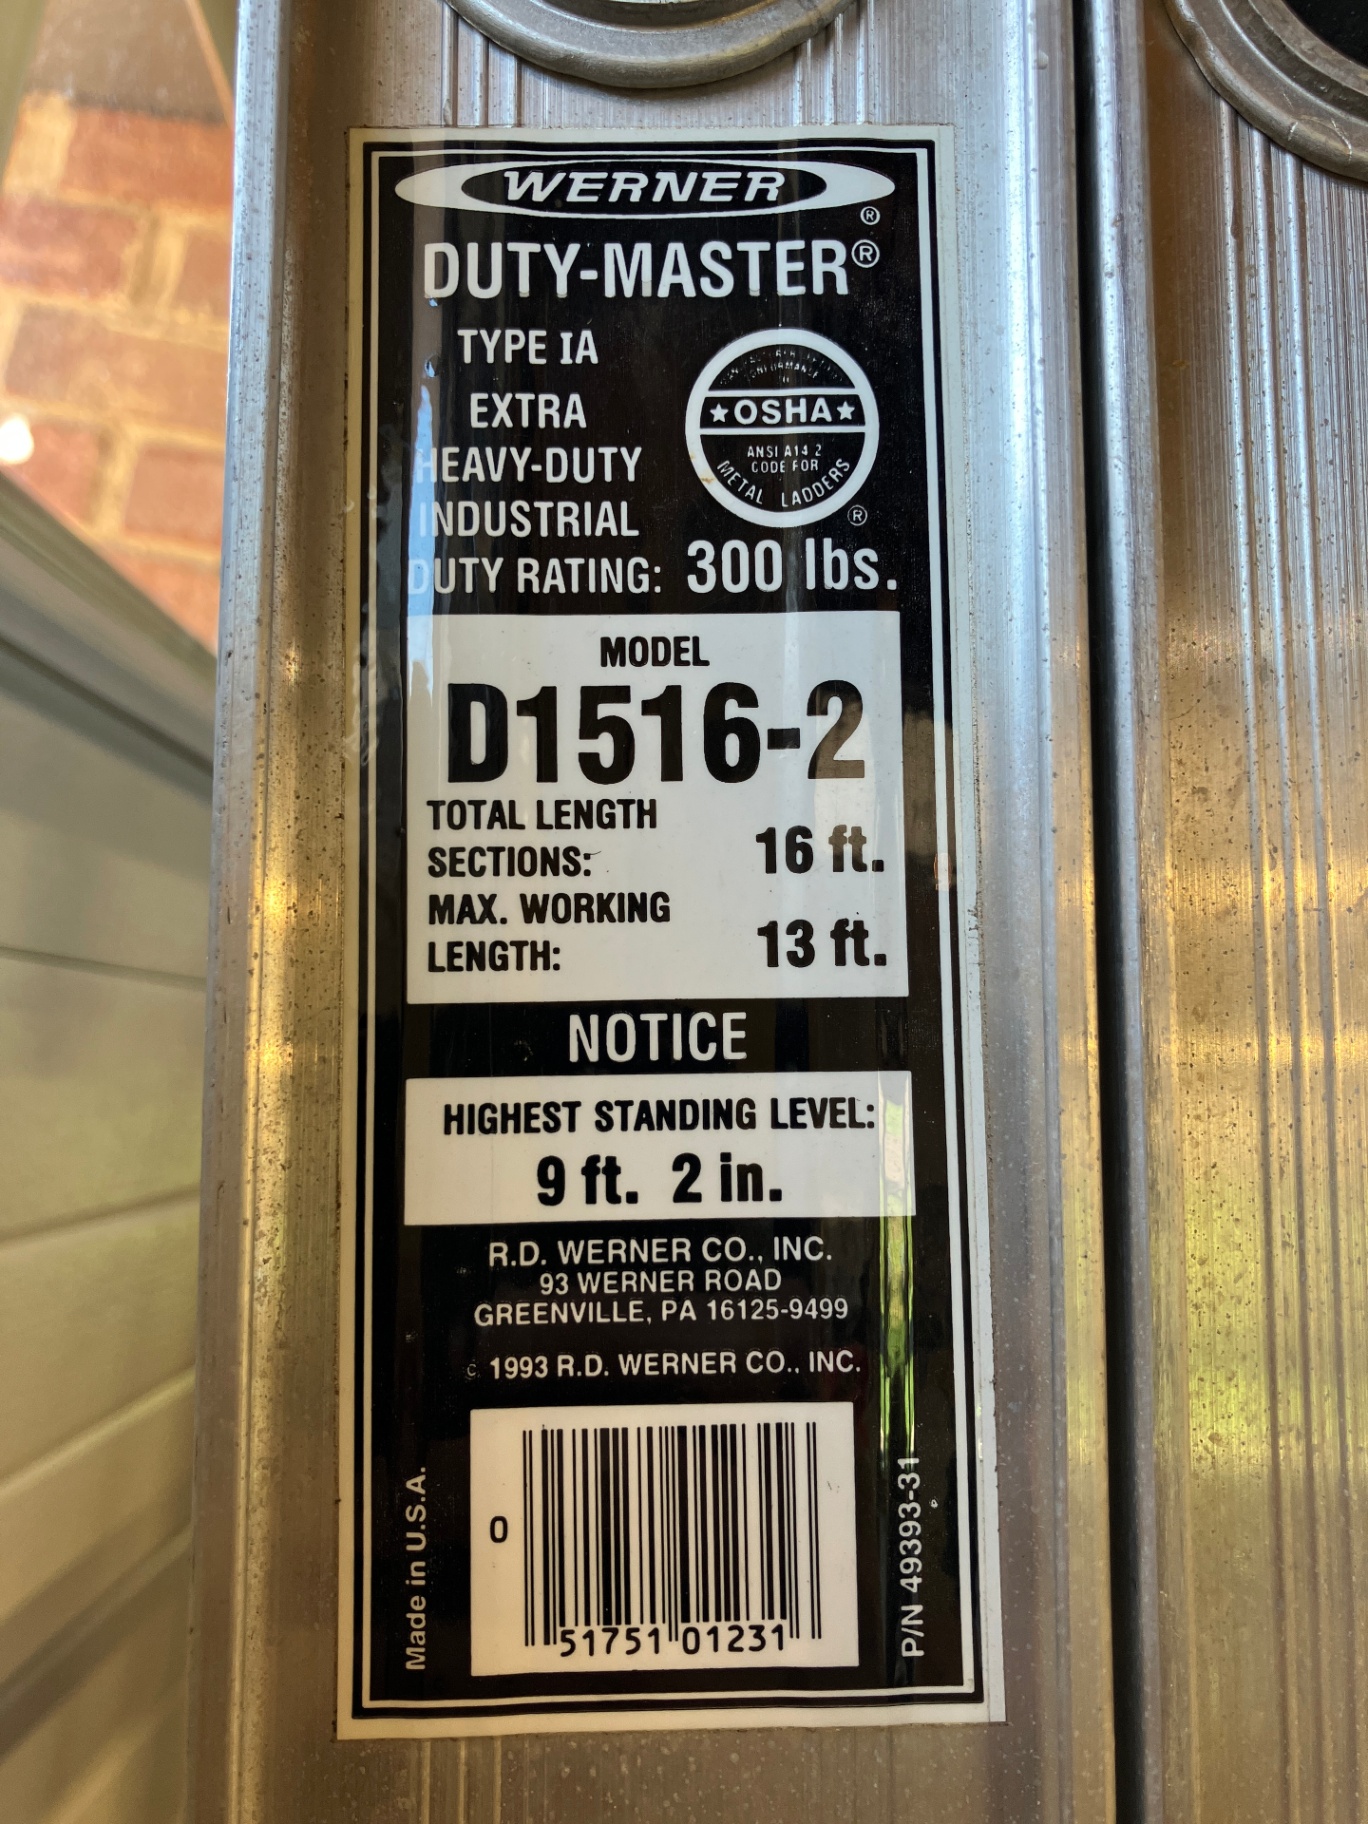 WERNER ®
DUTY-MASTER®
TYPE IA
EXTRA
HEAVY-DUTY
INDUSTRIAL
DUTY RATING: 300 lbs.
CONFORMANCE
★OSHA★
ANSI A14 2
CODE FOR
METAL LADDERS
®
MODEL
D1516-2
TOTAL LENGTH
SECTIONS: 16 ft.
MAX. WORKING
LENGTH: 13 ft.
NOTICE
HIGHEST STANDING LEVEL:
9 ft. 2 in.
R.D. WERNER CO., INC.
93 WERNER ROAD
GREENVILLE, PA 16125-9499
© 1993 R.D. WERNER CO., INC.
Made in U.S.A.
0 51751 01231
P/N 49393-31